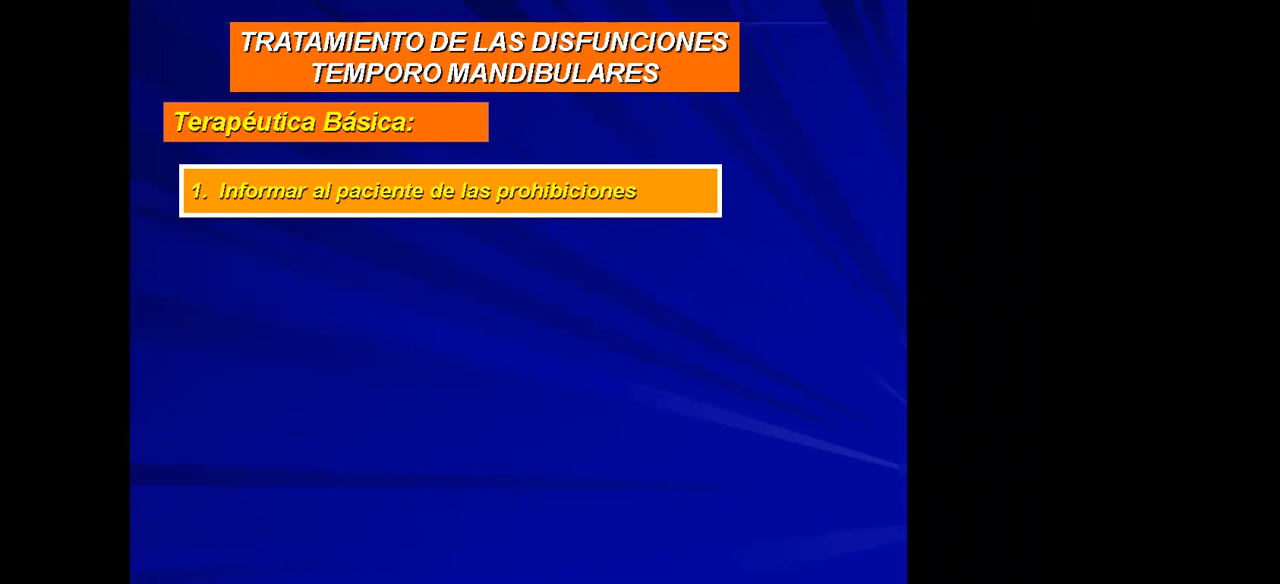 TRATAMIENTO DE LAS DISFUNCIONES
TEMPORO MANDIBULARES
Terapéutica Básica:
1. Informar al paciente de las prohibiciones